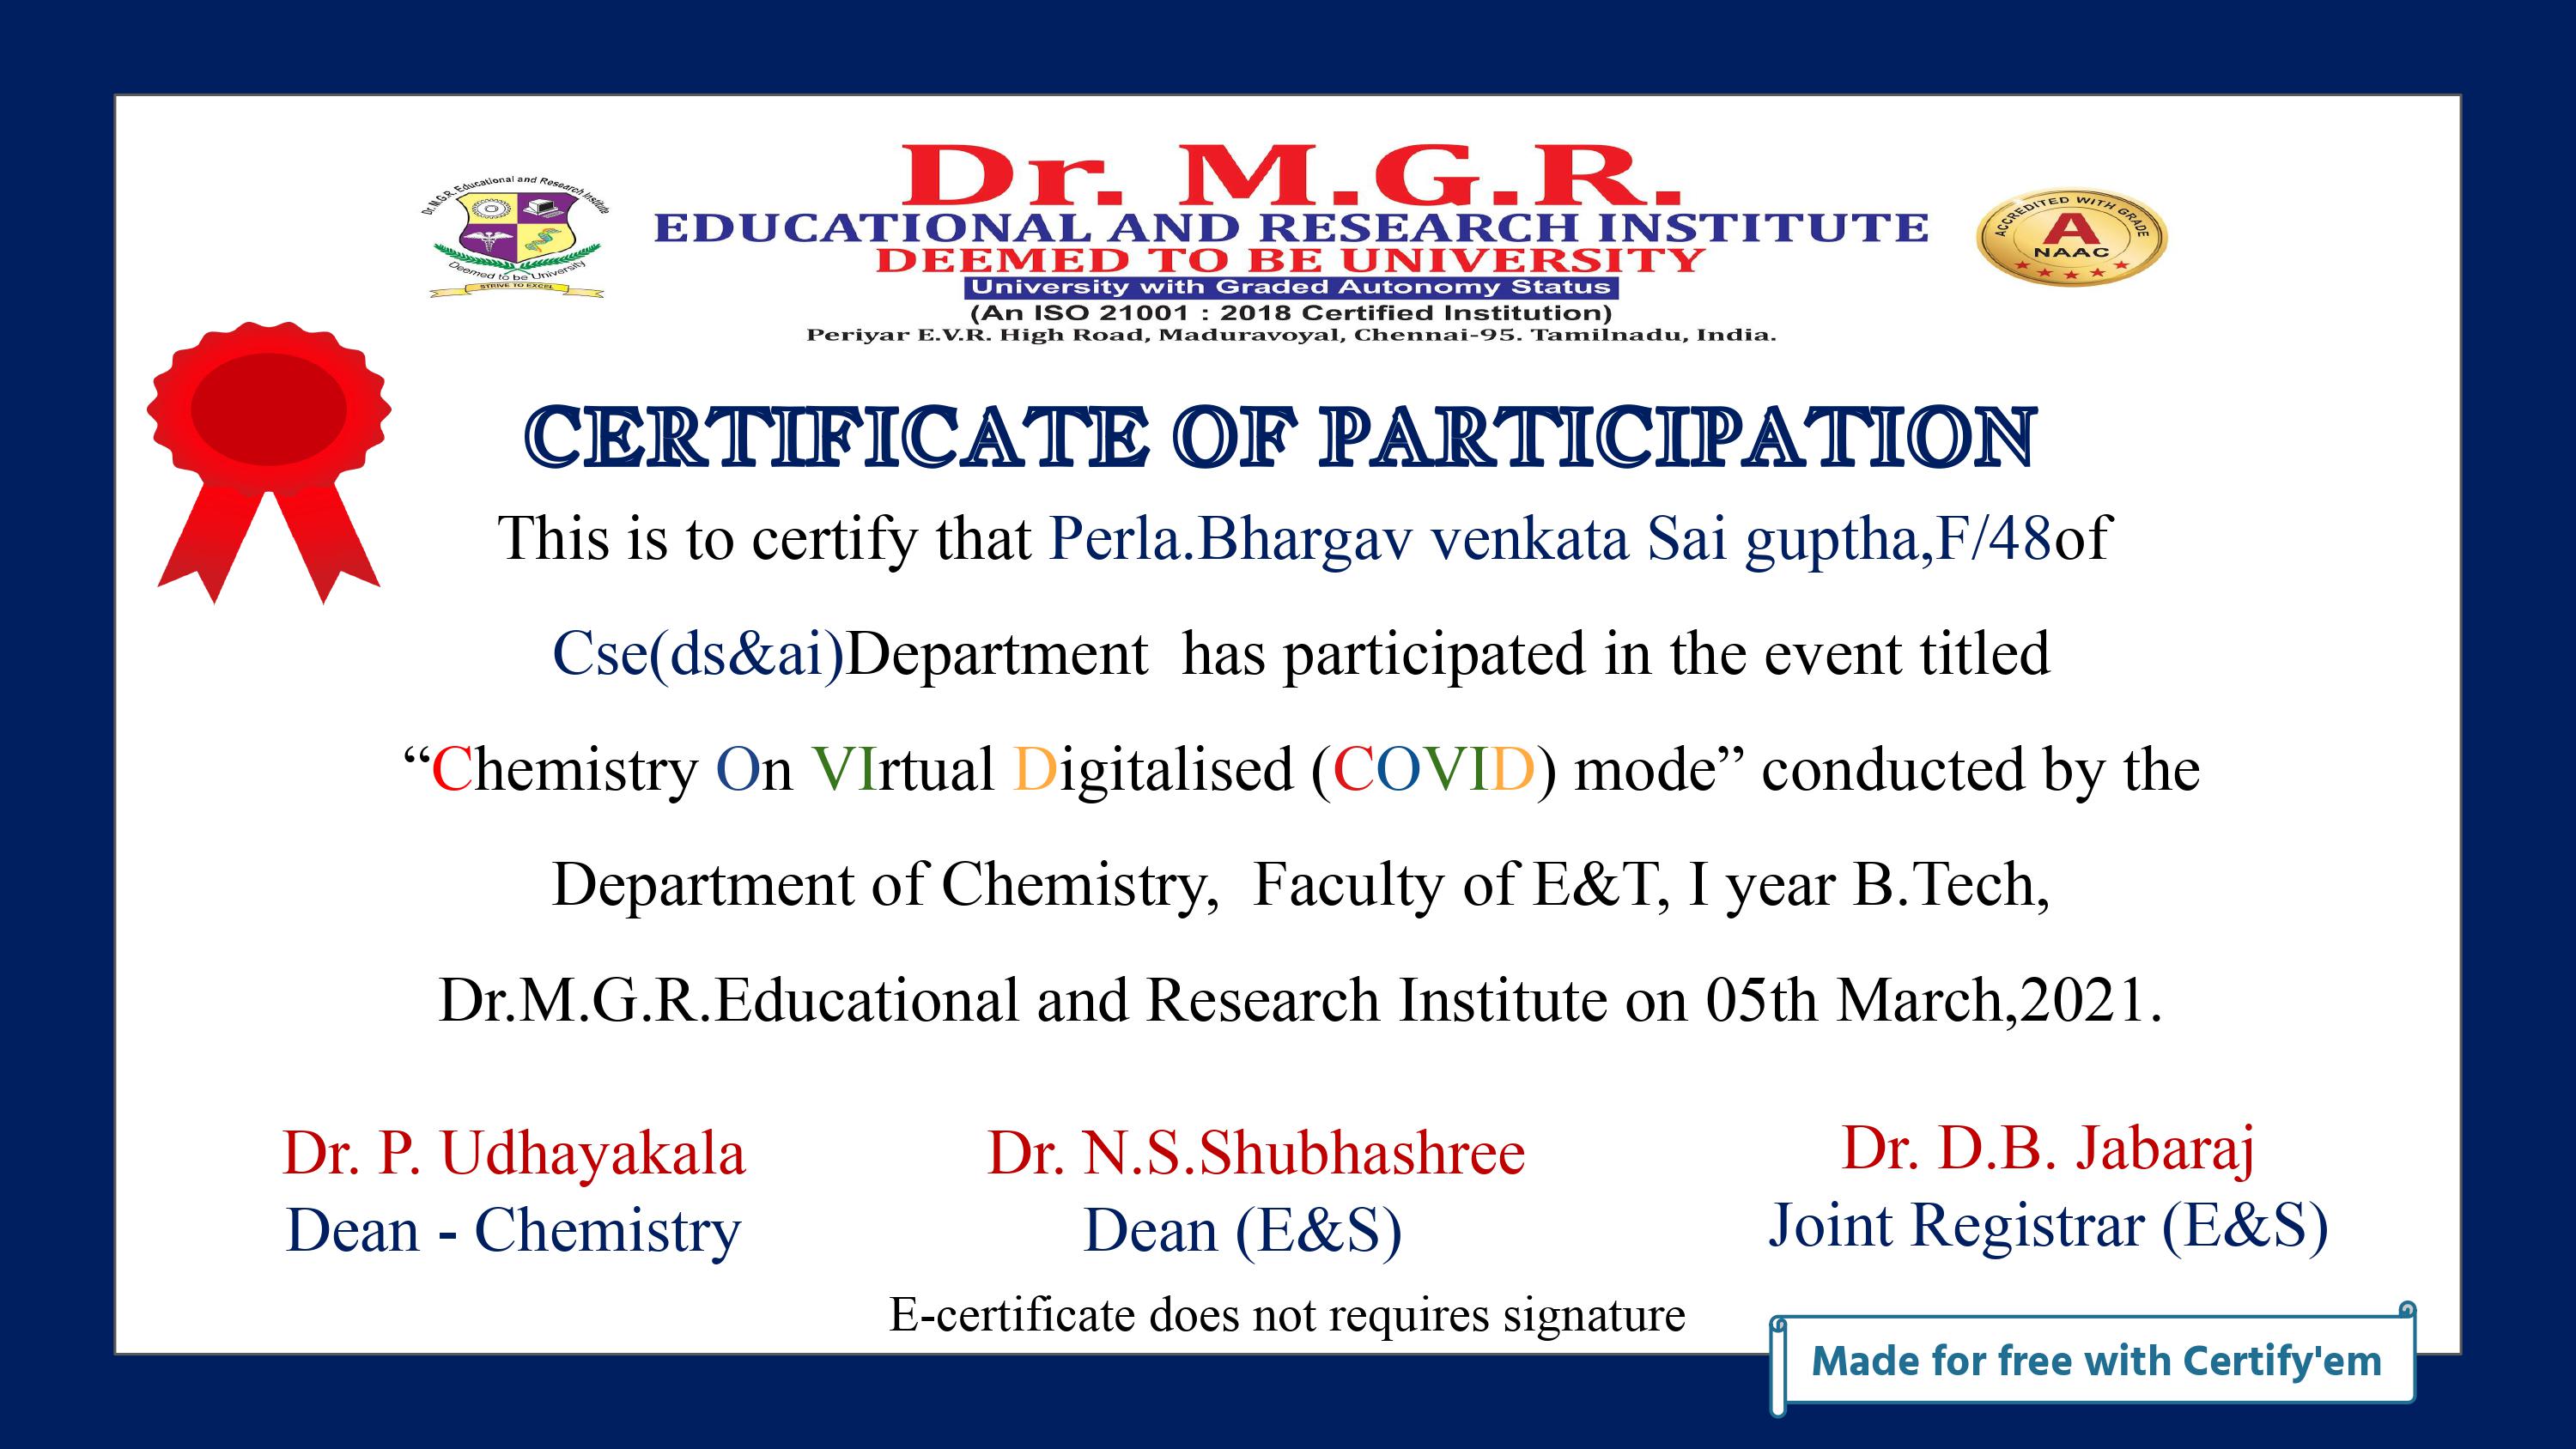 Dr.M.G.R. Educational and Research Institute
Deemed to be University
STRIVE TO EXCEL
Dr. M.G.R.
EDUCATIONAL AND RESEARCH INSTITUTE
DEEMED TO BE UNIVERSITY
University with Graded Autonomy Status
(An ISO 21001 : 2018 Certified Institution)
Periyar E.V.R. High Road, Maduravoyal, Chennai-95. Tamilnadu, India.
ACCREDITED WITH GRADE
A
NAAC
CERTIFICATE OF PARTICIPATION
This is to certify that Perla.Bhargav venkata Sai guptha,F/48of
Cse(ds&ai)Department  has participated in the event titled
“Chemistry On VIrtual Digitalised (COVID) mode” conducted by the
Department of Chemistry,  Faculty of E&T, I year B.Tech,
Dr.M.G.R.Educational and Research Institute on 05th March,2021.
Dr. P. Udhayakala
Dean - Chemistry
Dr. N.S.Shubhashree
Dean (E&S)
Dr. D.B. Jabaraj
Joint Registrar (E&S)
E-certificate does not requires signature
Made for free with Certify'em